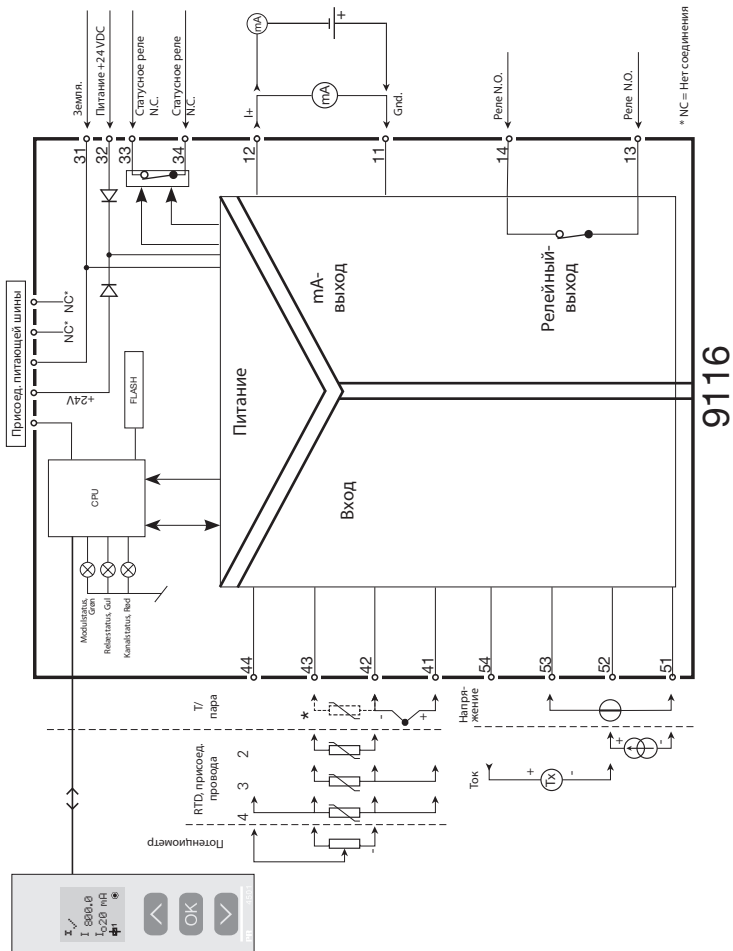 Присоед. питающей шины
NC* NC*
+24V
Земля.
31
Питание +24 VDC
32
Статусное реле
N.C.
33
Статусное реле
N.C.
34
I+
12
mA
mA
+
Gnd.
11
Реле N.O.
14
Реле N.O.
13
* NC = Нет соединения
CPU
FLASH
Modulstatus,
Grøn
Relæstatus, Gul
Kanalstatus, Rød
Питание
mA-
выход
Релейный-
выход
Вход
9116
44
43
42
41
54
53
52
51
Потенциометр
-
RTD, присоед.
провода
4 3 2
Т/
пара
*
-
+
Ток
+
Tx
-
+
-
Напря-
жение
I 800.0
Io20 mA
OK